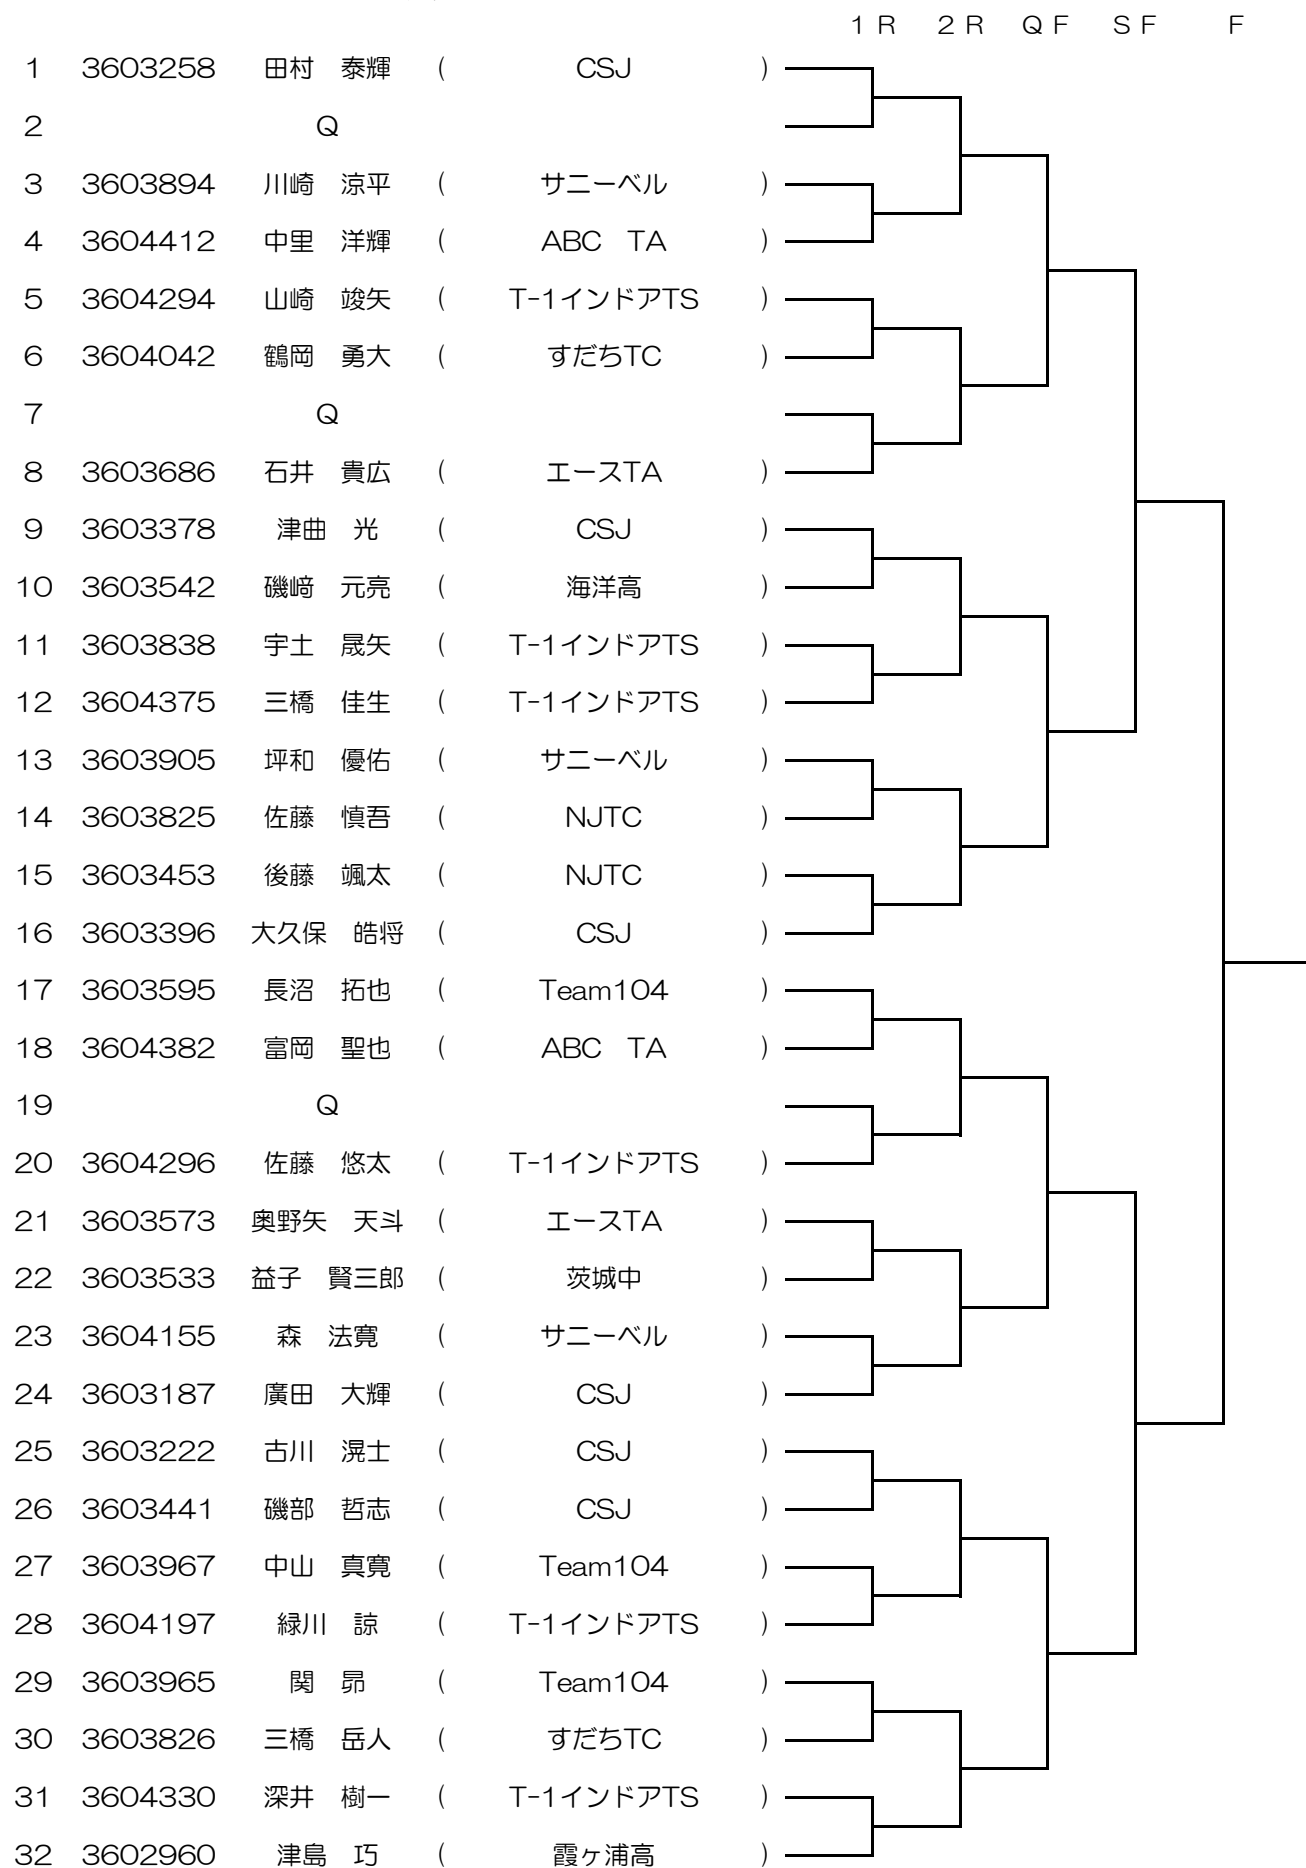 1R 2R QF SF F
1 3603258 田村 泰輝 ( CSJ )
2 Q
3 3603894 川崎 涼平 ( サニーベル )
4 3604412 中里 洋輝 ( ABC TA )
5 3604294 山崎 竣矢 ( T-1インドアTS )
6 3604042 鶴岡 勇大 ( すだちTC )
7 Q
8 3603686 石井 貴広 ( エースTA )
9 3603378 津曲 光 ( CSJ )
10 3603542 磯﨑 元亮 ( 海洋高 )
11 3603838 宇土 晟矢 ( T-1インドアTS )
12 3604375 三橋 佳生 ( T-1インドアTS )
13 3603905 坪和 優佑 ( サニーベル )
14 3603825 佐藤 慎吾 ( NJTC )
15 3603453 後藤 颯太 ( NJTC )
16 3603396 大久保 皓将 ( CSJ )
17 3603595 長沼 拓也 ( Team104 )
18 3604382 富岡 聖也 ( ABC TA )
19 Q
20 3604296 佐藤 悠太 ( T-1インドアTS )
21 3603573 奥野矢 天斗 ( エースTA )
22 3603533 益子 賢三郎 ( 茨城中 )
23 3604155 森 法寛 ( サニーベル )
24 3603187 廣田 大輝 ( CSJ )
25 3603222 古川 滉士 ( CSJ )
26 3603441 磯部 哲志 ( CSJ )
27 3603967 中山 真寛 ( Team104 )
28 3604197 緑川 諒 ( T-1インドアTS )
29 3603965 関 昴 ( Team104 )
30 3603826 三橋 岳人 ( すだちTC )
31 3604330 深井 樹一 ( T-1インドアTS )
32 3602960 津島 巧 ( 霞ヶ浦高 )